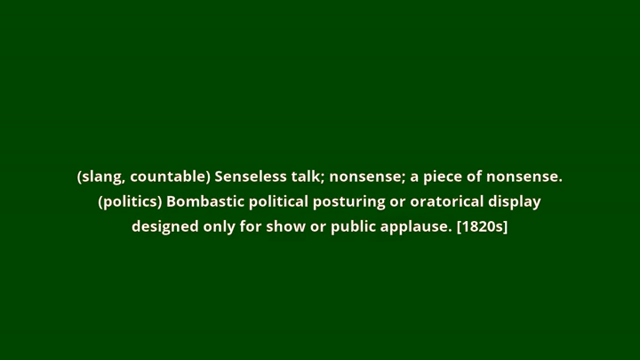 (slang, countable) Senseless talk; nonsense; a piece of nonsense.
(politics) Bombastic political posturing or oratorical display
designed only for show or public applause. [1820s]